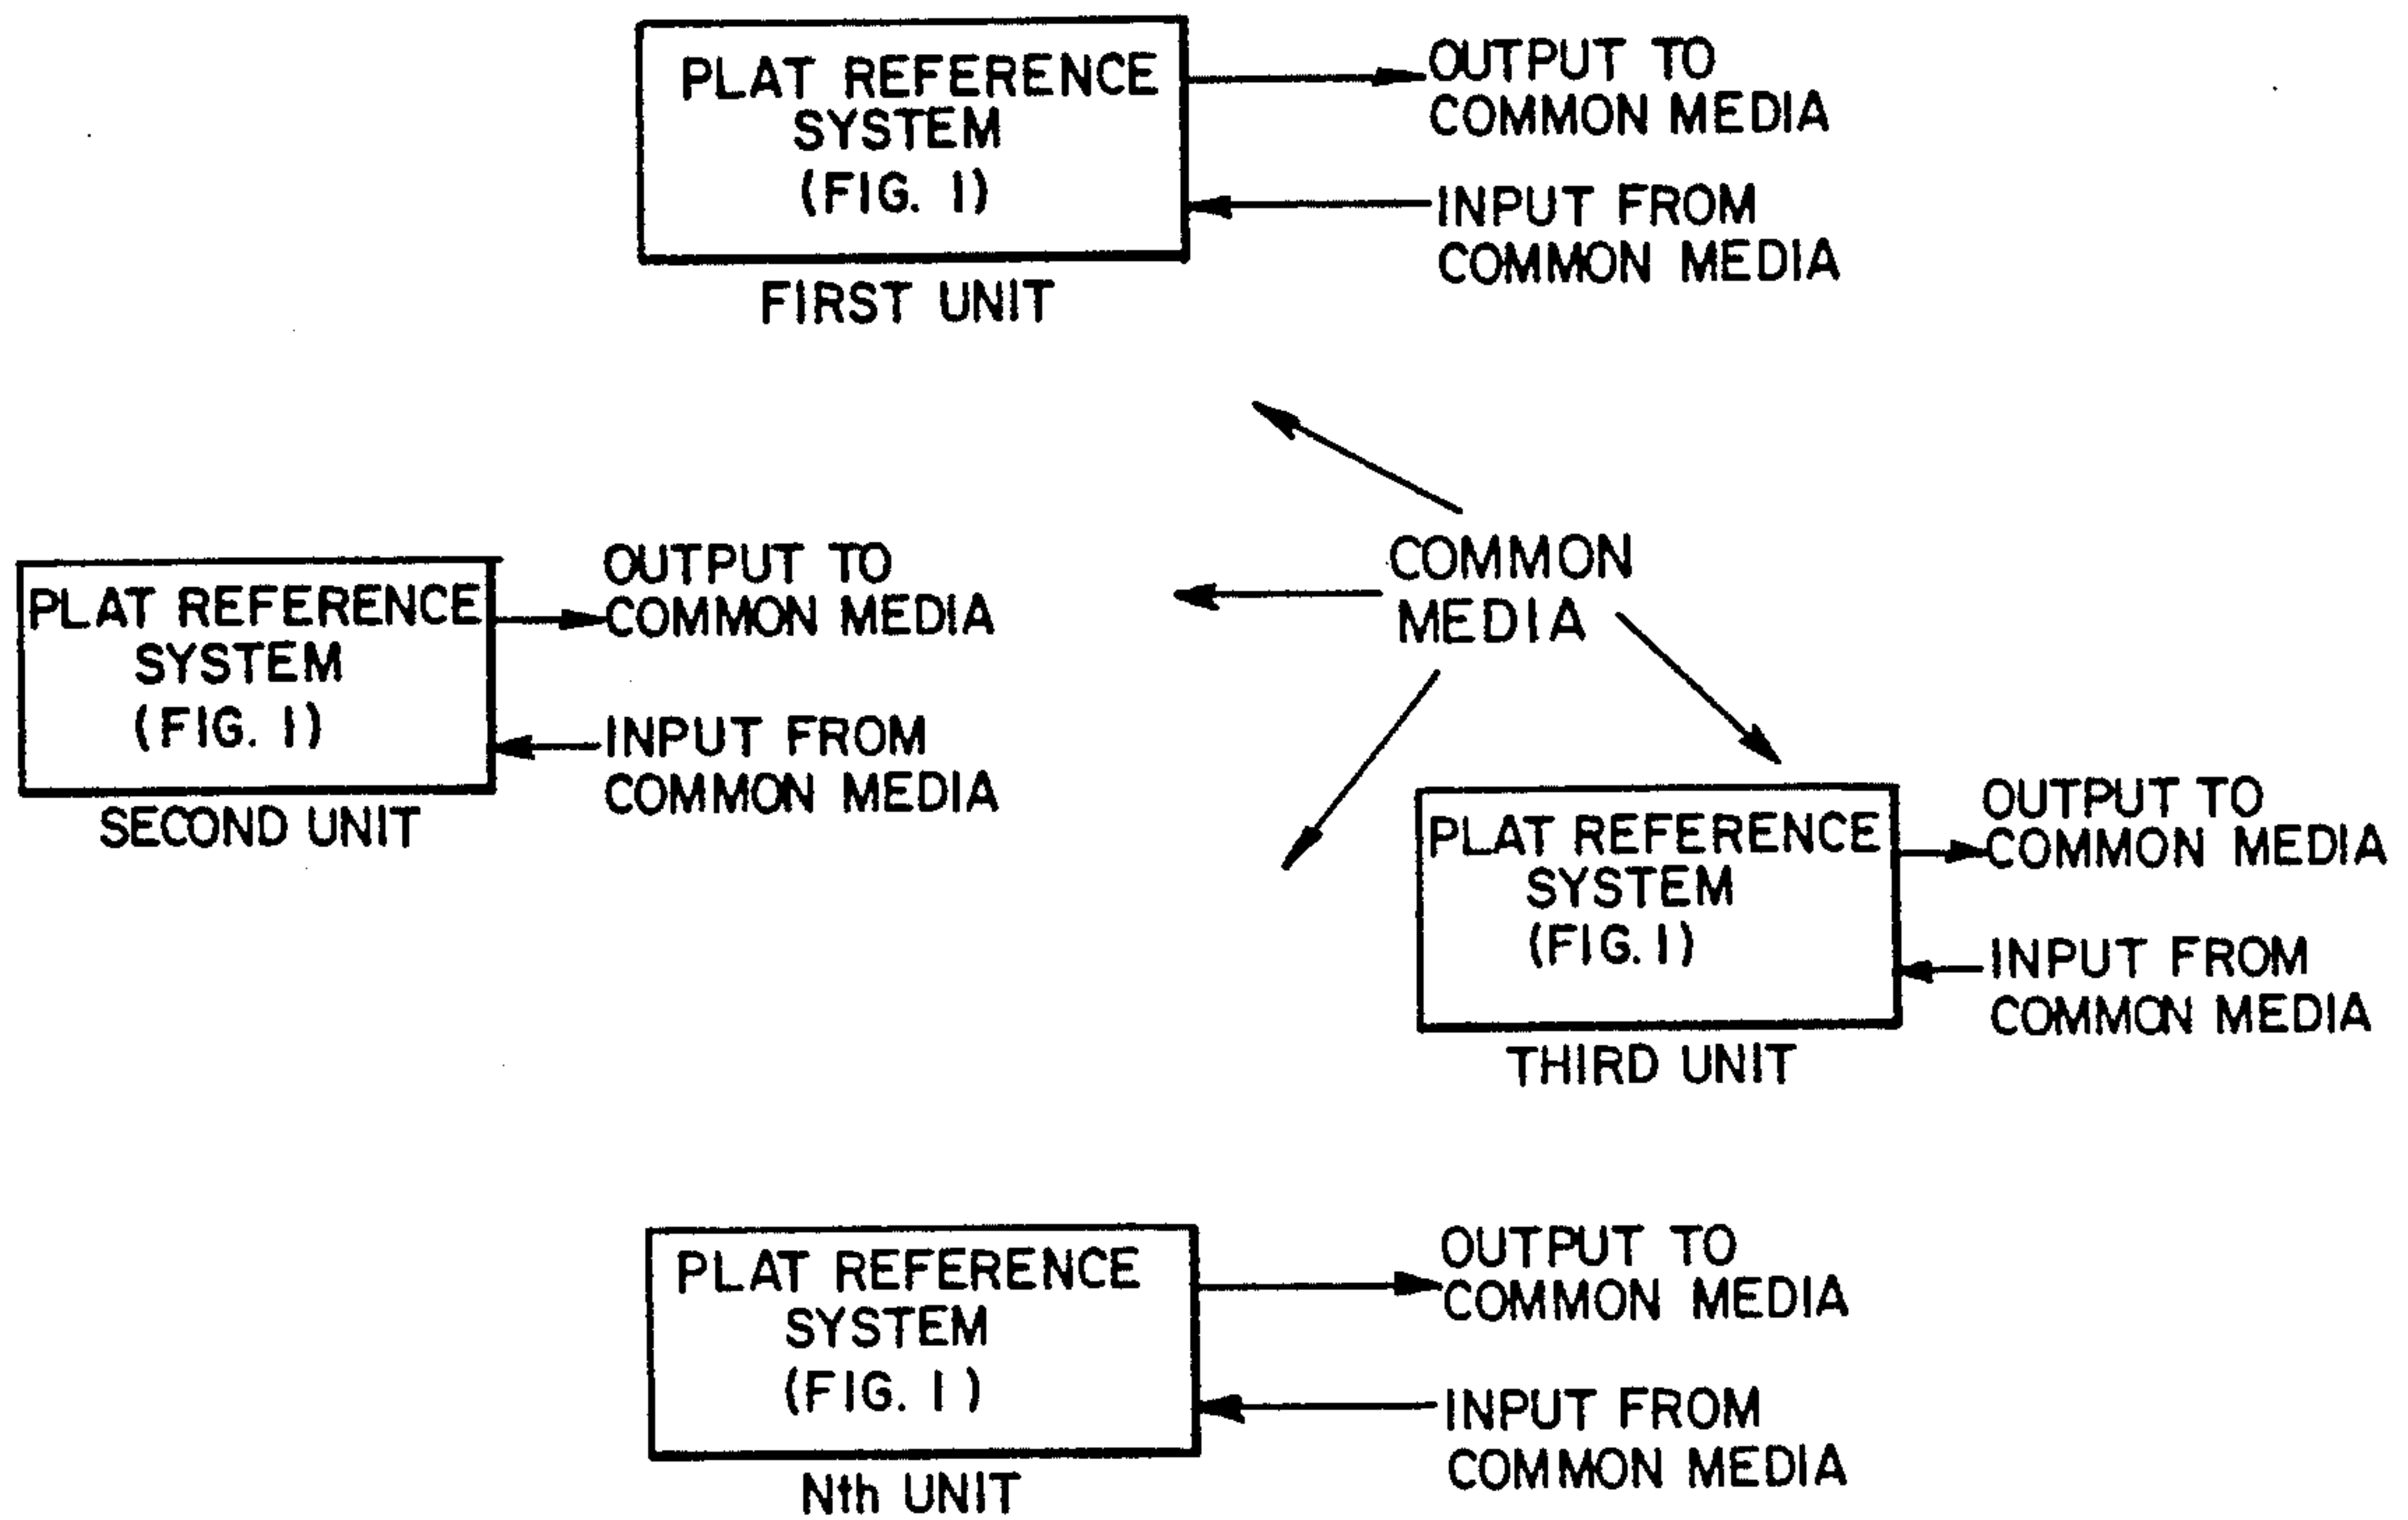 PLAT REFERENCE
SYSTEM
(FIG. 1)
FIRST UNIT
OUTPUT TO
COMMON MEDIA
INPUT FROM
COMMON MEDIA
COMMON
MEDIA
PLAT REFERENCE
SYSTEM
(FIG. 1)
SECOND UNIT
OUTPUT TO
COMMON MEDIA
INPUT FROM
COMMON MEDIA
PLAT REFERENCE
SYSTEM
(FIG. 1)
THIRD UNIT
OUTPUT TO
COMMON MEDIA
INPUT FROM
COMMON MEDIA
PLAT REFERENCE
SYSTEM
(FIG. 1)
Nth UNIT
OUTPUT TO
COMMON MEDIA
INPUT FROM
COMMON MEDIA